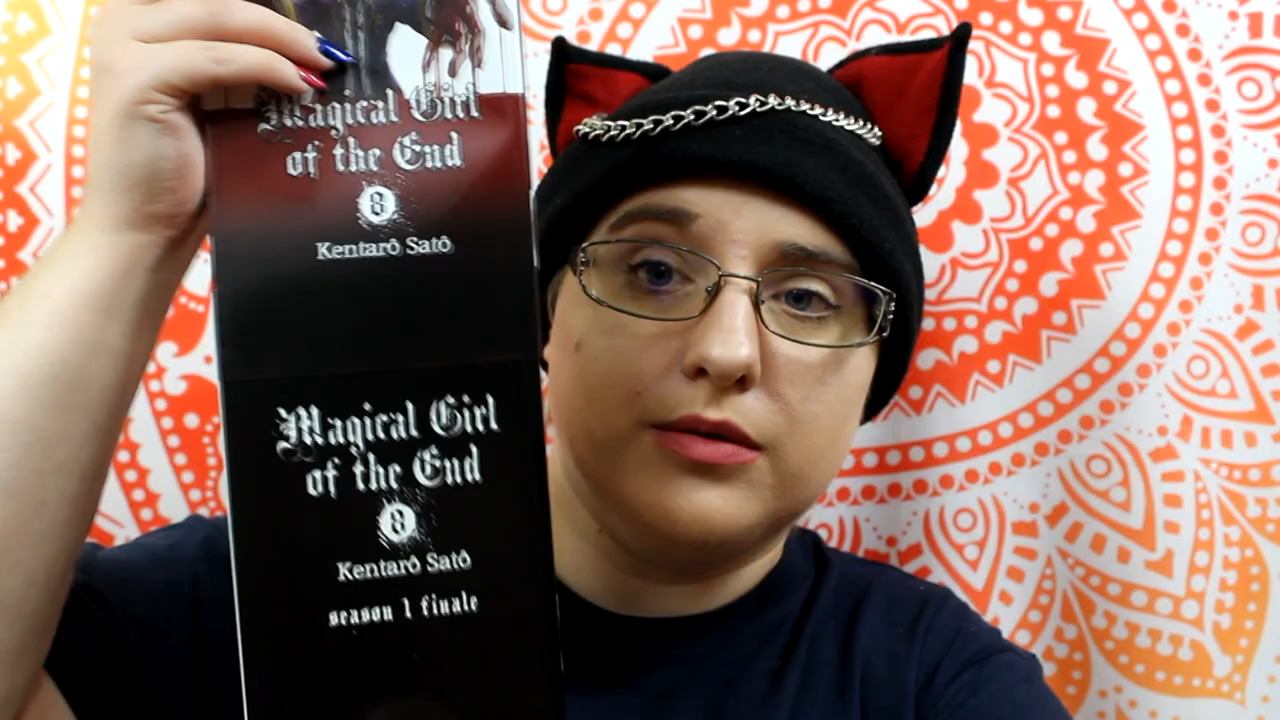 Magical Girl
of the End
8
Kentarô Satô
Magical Girl
of the End
8
Kentarô Satô
season 1 finale